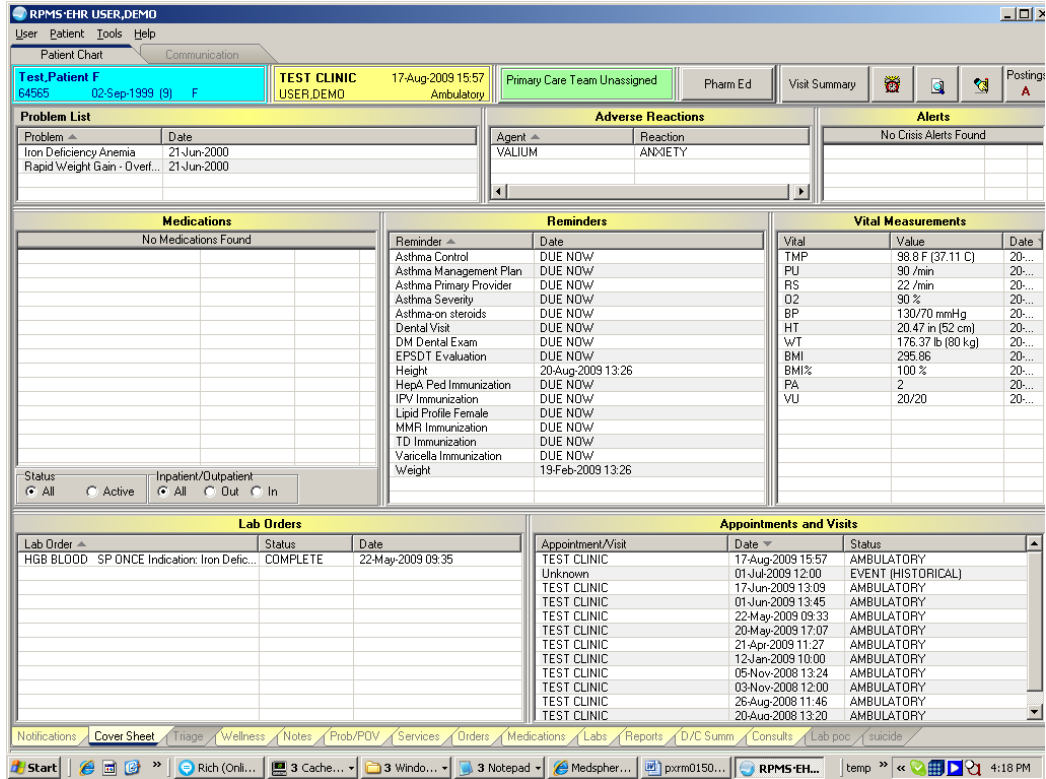 RPMS-EHR USER,DEMO
User Patient Tools Help
Patient Chart Communication
Test,Patient F
64565 02-Sep-1999 (9) F
TEST CLINIC 17-Aug-2009 15:57
USER,DEMO Ambulatory
Primary Care Team Unassigned
Pharm Ed
Visit Summary
Postings
A
Problem List
Problem Date
Iron Deficiency Anemia 21-Jun-2000
Rapid Weight Gain - Overf... 21-Jun-2000
Adverse Reactions
Agent Reaction
VALIUM ANXIETY
Alerts
No Crisis Alerts Found
Medications
No Medications Found
Status
All Active
Inpatient/Outpatient
All Out In
Reminders
Reminder Date
Asthma Control DUE NOW
Asthma Management Plan DUE NOW
Asthma Primary Provider DUE NOW
Asthma Severity DUE NOW
Asthma-on steroids DUE NOW
Dental Visit DUE NOW
DM Dental Exam DUE NOW
EPSDT Evaluation DUE NOW
Height 20-Aug-2009 13:26
HepA Ped Immunization DUE NOW
IPV Immunization DUE NOW
Lipid Profile Female DUE NOW
MMR Immunization DUE NOW
TD Immunization DUE NOW
Varicella Immunization DUE NOW
Weight 19-Feb-2009 13:26
Vital Measurements
Vital Value Date
TMP 98.8 F (37.11 C) 20-...
PU 90 /min 20-...
RS 22 /min 20-...
O2 90 % 20-...
BP 130/70 mmHg 20-...
HT 20.47 in (52 cm) 20-...
WT 176.37 lb (80 kg) 20-...
BMI 295.86 20-...
BMI% 100 % 20-...
PA 2 20-...
VU 20/20 20-...
Lab Orders
Lab Order Status Date
HGB BLOOD SP ONCE Indication: Iron Defic... COMPLETE 22-May-2009 09:35
Appointments and Visits
Appointment/Visit Date Status
TEST CLINIC 17-Aug-2009 15:57 AMBULATORY
Unknown 01-Jul-2009 12:00 EVENT (HISTORICAL)
TEST CLINIC 17-Jun-2009 13:09 AMBULATORY
TEST CLINIC 01-Jun-2009 13:45 AMBULATORY
TEST CLINIC 22-May-2009 09:33 AMBULATORY
TEST CLINIC 20-May-2009 17:07 AMBULATORY
TEST CLINIC 21-Apr-2009 11:27 AMBULATORY
TEST CLINIC 12-Jan-2009 10:00 AMBULATORY
TEST CLINIC 05-Nov-2008 13:24 AMBULATORY
TEST CLINIC 03-Nov-2008 12:00 AMBULATORY
TEST CLINIC 26-Aug-2008 11:46 AMBULATORY
TEST CLINIC 20-Aug-2008 13:20 AMBULATORY
Notifications Cover Sheet Triage Wellness Notes Prob/POV Services Orders Medications Labs Reports D/C Summ Consults Lab poc suicide
Start » Rich (Onli... 3 Cache... 3 Windo... 3 Notepad Medspher... pxrm0150... RPMS-EH... temp » « 4:18 PM